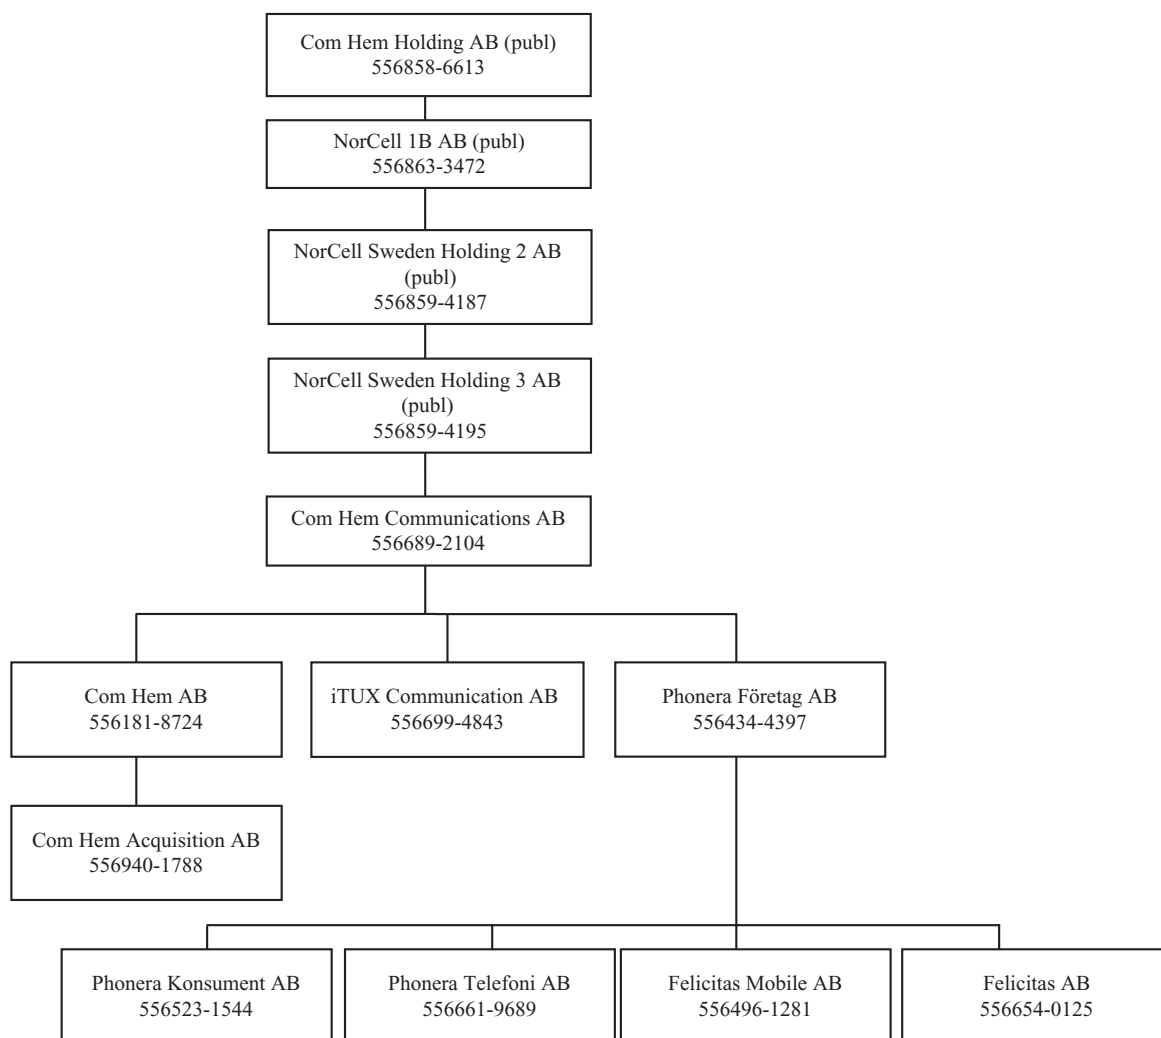 Com Hem Holding AB (publ)
556858-6613
NorCell 1B AB (publ)
556863-3472
NorCell Sweden Holding 2 AB
(publ)
556859-4187
NorCell Sweden Holding 3 AB
(publ)
556859-4195
Com Hem Communications AB
556689-2104
Com Hem AB
556181-8724
iTUX Communication AB
556699-4843
Phonera Företag AB
556434-4397
Com Hem Acquisition AB
556940-1788
Phonera Konsument AB
556523-1544
Phonera Telefoni AB
556661-9689
Felicitas Mobile AB
556496-1281
Felicitas AB
556654-0125